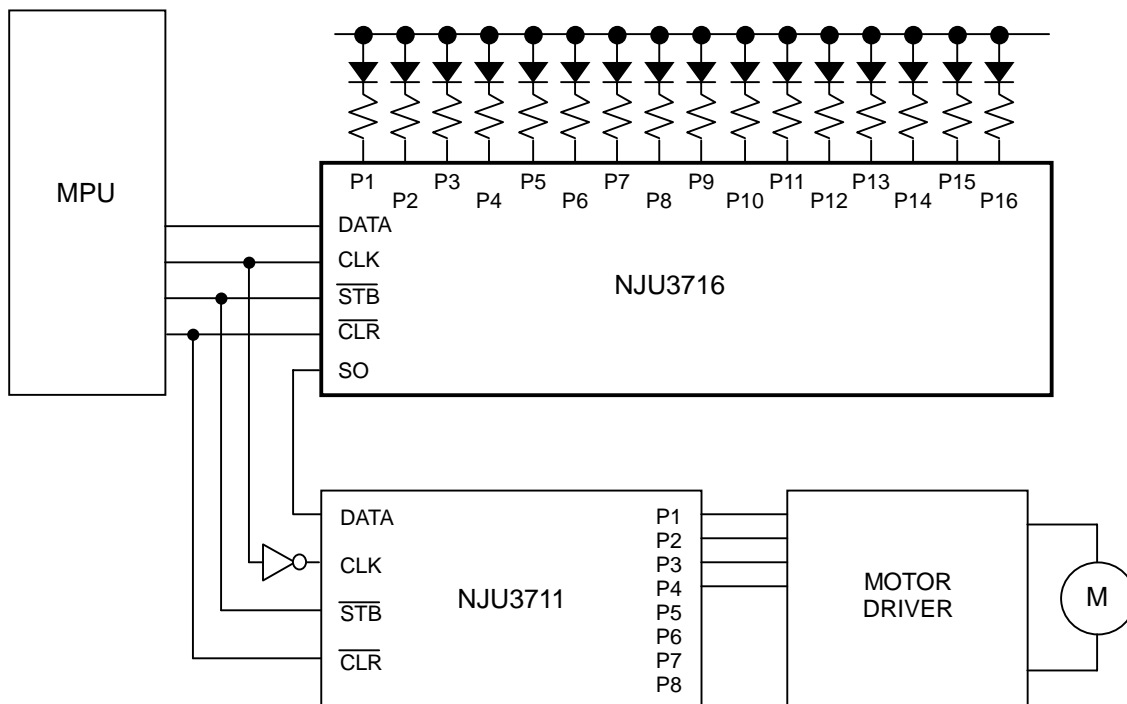 MPU
P1 P3 P5 P7 P9 P11 P13 P15
P2 P4 P6 P8 P10 P12 P14 P16
DATA
CLK
STB
CLR
SO
NJU3716
DATA
CLK
STB
CLR
NJU3711
P1
P2
P3
P4
P5
P6
P7
P8
MOTOR
DRIVER
M